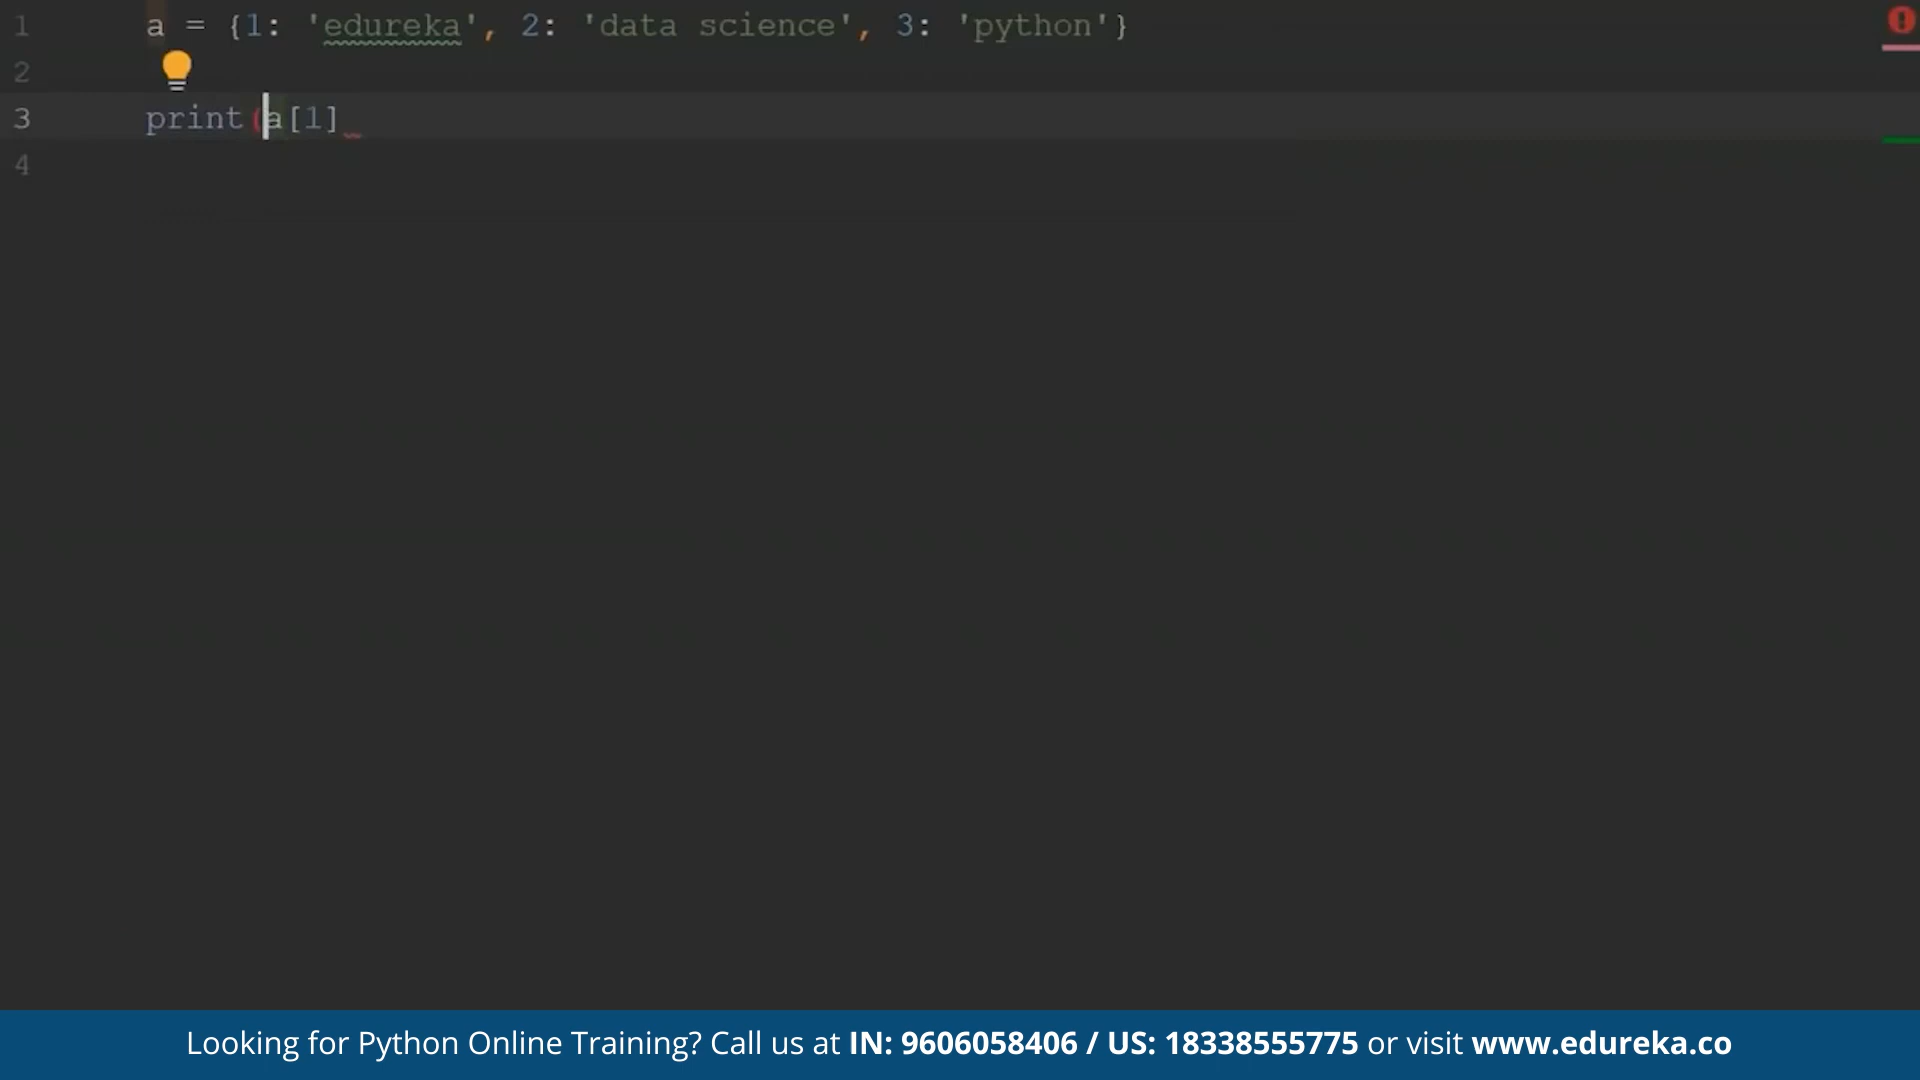 1 a = {1: 'edureka', 2: 'data science', 3: 'python'}
2
3 print(a[1]
4
Looking for Python Online Training? Call us at IN: 9606058406 / US: 18338555775 or visit www.edureka.co